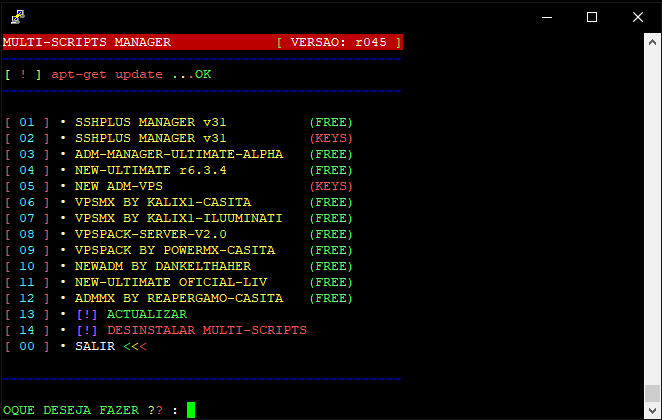 MULTI-SCRIPTS MANAGER [ VERSAO: r045 ]
[ ! ] apt-get update ...OK
[ 01 ] • SSHPLUS MANAGER v31 (FREE)
[ 02 ] • SSHPLUS MANAGER v31 (KEYS)
[ 03 ] • ADM-MANAGER-ULTIMATE-ALPHA (FREE)
[ 04 ] • NEW-ULTIMATE r6.3.4 (FREE)
[ 05 ] • NEW ADM-VPS (KEYS)
[ 06 ] • VPSMX BY KALIX1-CASITA (FREE)
[ 07 ] • VPSMX BY KALIX1-ILUUMINATI (FREE)
[ 08 ] • VPSPACK-SERVER-V2.0 (FREE)
[ 09 ] • VPSPACK BY POWERMX-CASITA (FREE)
[ 10 ] • NEWADM BY DANKELTHAHER (FREE)
[ 11 ] • NEW-ULTIMATE OFICIAL-LIV (FREE)
[ 12 ] • ADMMX BY REAPERGAMO-CASITA (FREE)
[ 13 ] • [!] ACTUALIZAR
[ 14 ] • [!] DESINSTALAR MULTI-SCRIPTS
[ 00 ] • SALIR <<<
OQUE DESEJA FAZER ?? :